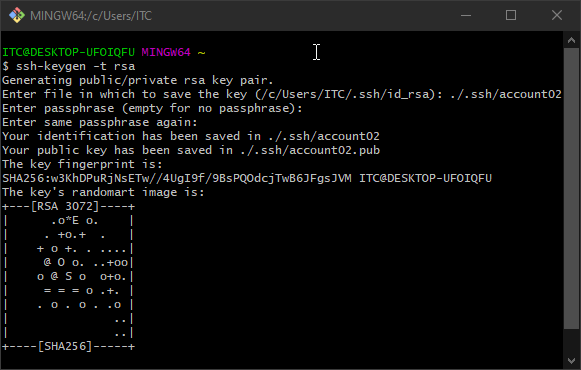 MINGW64:/c/Users/ITC
ITC@DESKTOP-UFOIQFU MINGW64 ~
$ ssh-keygen -t rsa
Generating public/private rsa key pair.
Enter file in which to save the key (/c/Users/ITC/.ssh/id_rsa): ./.ssh/account02
Enter passphrase (empty for no passphrase):
Enter same passphrase again:
Your identification has been saved in ./.ssh/account02
Your public key has been saved in ./.ssh/account02.pub
The key fingerprint is:
SHA256:w3KhDPuRjNsETw//4UgI9f/9BsPQOdcjTwB6JFgsJVM ITC@DESKTOP-UFOIQFU
The key's randomart image is:
+---[RSA 3072]----+
|      .o*E o.    |
|     . +o.+  .   |
|    + o +. . ....|
|     @ O o. ..+oo|
|    o @ S o  o+o.|
|     = = = o .+. |
|    . o . o . .o |
|               ..|
|               ..|
+----[SHA256]-----+